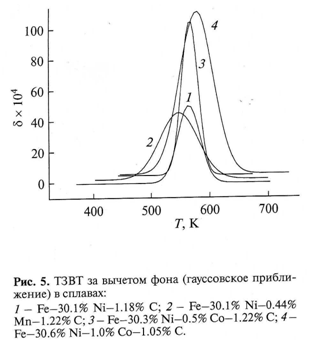 δ × 10⁴
100
80
60
40
20
0
4
3
1
2
400 500 600 700
T, K
Рис. 5. ТЗВТ за вычетом фона (гауссовское прибли-
жение) в сплавах:
1 – Fe–30.1% Ni–1.18% C; 2 – Fe–30.1% Ni–0.44%
Mn–1.22% C; 3 – Fe–30.3% Ni–0.5% Co–1.22% C; 4–
Fe–30.6% Ni–1.0% Co–1.05% C.